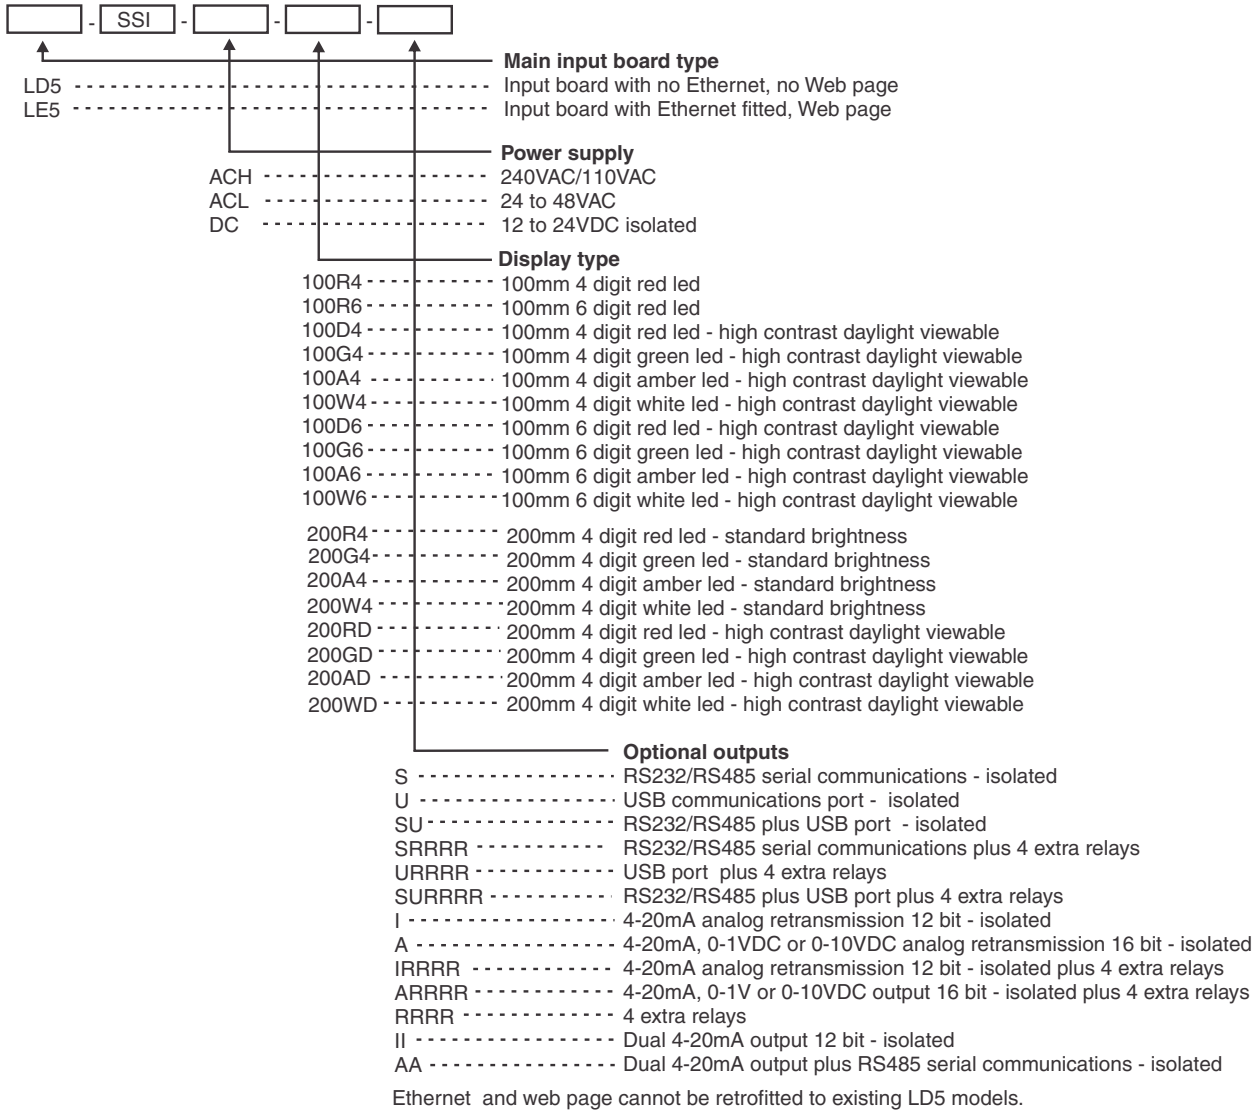 - SSI - - -
Main input board type
LD5 Input board with no Ethernet, no Web page
LE5 Input board with Ethernet fitted, Web page
Power supply
ACH 240VAC/110VAC
ACL 24 to 48VAC
DC 12 to 24VDC isolated
Display type
100R4 100mm 4 digit red led
100R6 100mm 6 digit red led
100D4 100mm 4 digit red led - high contrast daylight viewable
100G4 100mm 4 digit green led - high contrast daylight viewable
100A4 100mm 4 digit amber led - high contrast daylight viewable
100W4 100mm 4 digit white led - high contrast daylight viewable
100D6 100mm 6 digit red led - high contrast daylight viewable
100G6 100mm 6 digit green led - high contrast daylight viewable
100A6 100mm 6 digit amber led - high contrast daylight viewable
100W6 100mm 6 digit white led - high contrast daylight viewable
200R4 200mm 4 digit red led - standard brightness
200G4 200mm 4 digit green led - standard brightness
200A4 200mm 4 digit amber led - standard brightness
200W4 200mm 4 digit white led - standard brightness
200RD 200mm 4 digit red led - high contrast daylight viewable
200GD 200mm 4 digit green led - high contrast daylight viewable
200AD 200mm 4 digit amber led - high contrast daylight viewable
200WD 200mm 4 digit white led - high contrast daylight viewable
Optional outputs
S RS232/RS485 serial communications - isolated
U USB communications port - isolated
SU RS232/RS485 plus USB port - isolated
SRRRR RS232/RS485 serial communications plus 4 extra relays
URRRR USB port plus 4 extra relays
SURRRR RS232/RS485 plus USB port plus 4 extra relays
I 4-20mA analog retransmission 12 bit - isolated
A 4-20mA, 0-1VDC or 0-10VDC analog retransmission 16 bit - isolated
IRRRR 4-20mA analog retransmission 12 bit - isolated plus 4 extra relays
ARRRR 4-20mA, 0-1V or 0-10VDC output 16 bit - isolated plus 4 extra relays
RRRR 4 extra relays
II Dual 4-20mA output 12 bit - isolated
AA Dual 4-20mA output plus RS485 serial communications - isolated
Ethernet and web page cannot be retrofitted to existing LD5 models.